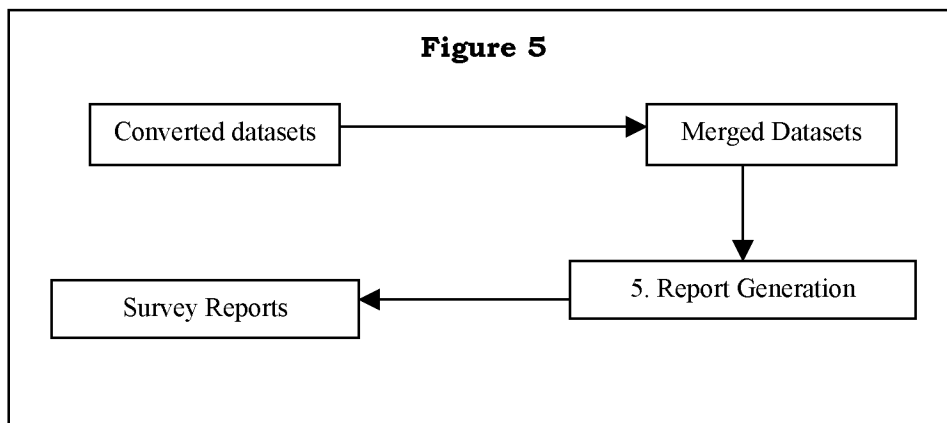 Figure 5
Converted datasets
Merged Datasets
5. Report Generation
Survey Reports